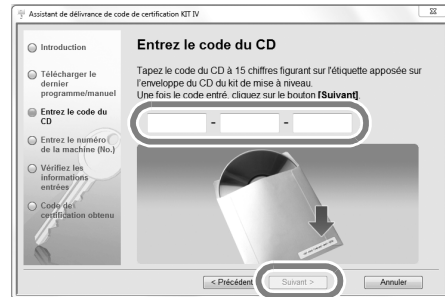 Assistant de délivrance de code de certification KIT IV
Introduction
Télécharger le
dernier
programme/manuel
Entrez le code du
CD
Entrez le numéro
de la machine (No.)
Vérifiez les
informations
entrées
Code de
certification obtenu
Entrez le code du CD
Tapez le code du CD à 15 chiffres figurant sur l'étiquette apposée sur
l'enveloppe du CD du kit de mise à niveau.
Une fois le code entré, cliquez sur le bouton [Suivant].
- -
< Précédent
Suivant >
Annuler